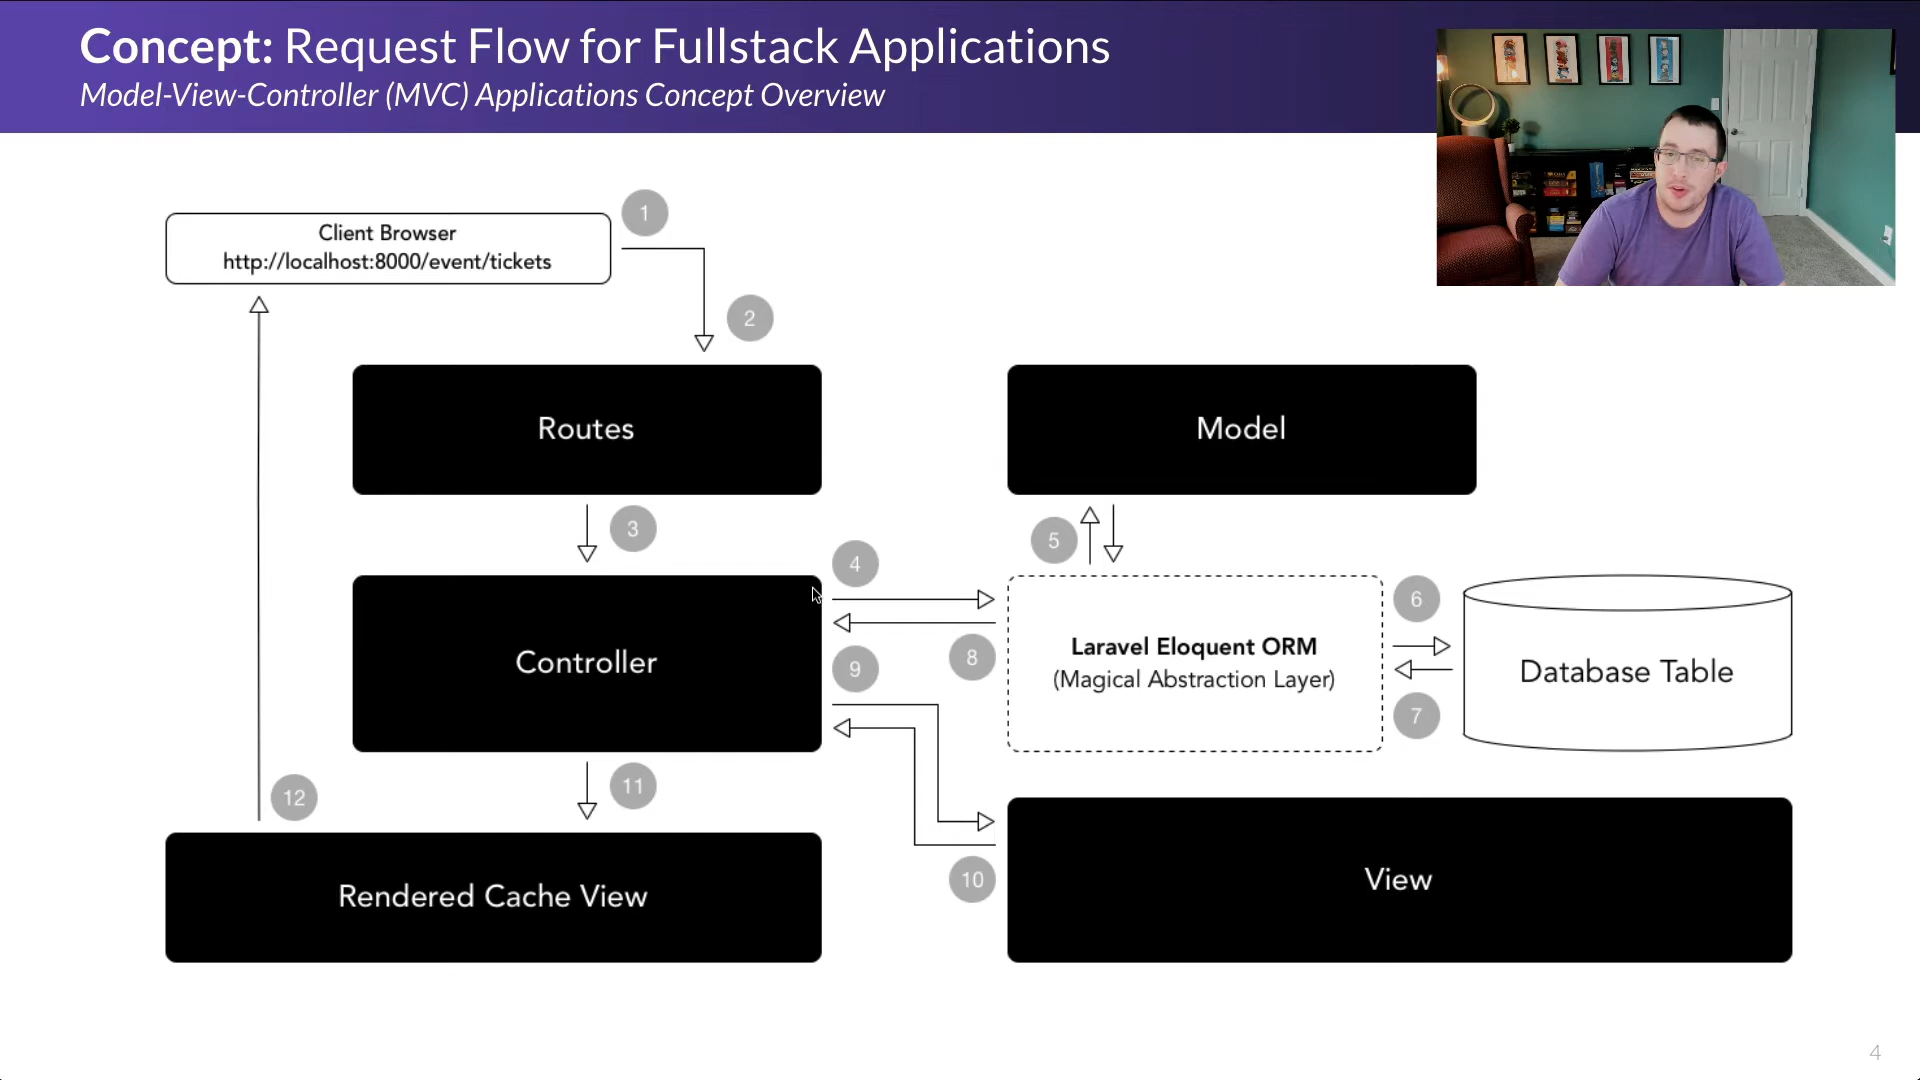 Concept: Request Flow for Fullstack Applications
Model-View-Controller (MVC) Applications Concept Overview
1
Client Browser
http://localhost:8000/event/tickets
2
Routes
Model
3
5
4
6
Controller
Laravel Eloquent ORM
(Magical Abstraction Layer)
Database Table
8
9
7
11
12
10
View
Rendered Cache View
4